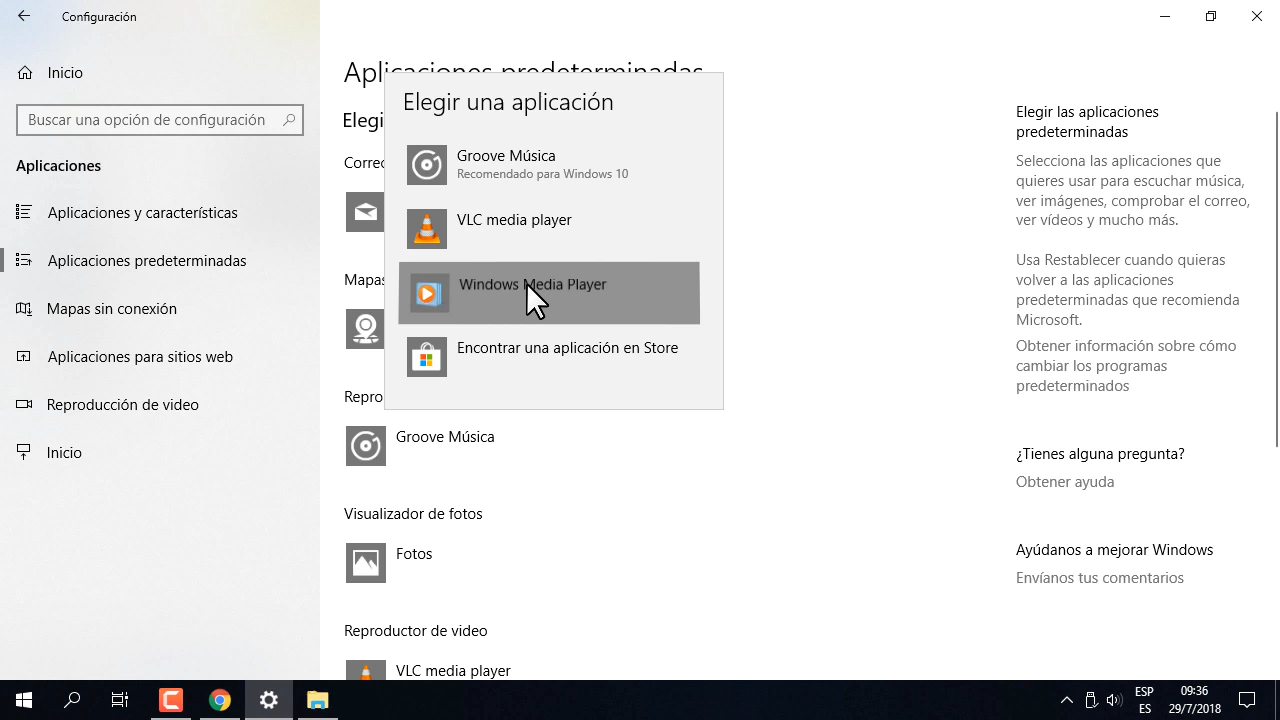 Configuración
Inicio
Buscar una opción de configuración
Aplicaciones
Aplicaciones y características
Aplicaciones predeterminadas
Mapas sin conexión
Aplicaciones para sitios web
Reproducción de video
Inicio
Aplicaciones predeterminadas
Elegi
Correo
Mapas
Repro
Groove Música
Visualizador de fotos
Fotos
Reproductor de video
VLC media player
Elegir una aplicación
Groove Música
Recomendado para Windows 10
VLC media player
Windows Media Player
Encontrar una aplicación en Store
Elegir las aplicaciones
predeterminadas
Selecciona las aplicaciones que
quieres usar para escuchar música,
ver imágenes, comprobar el correo,
ver vídeos y mucho más.
Usa Restablecer cuando quieras
volver a las aplicaciones
predeterminadas que recomienda
Microsoft.
Obtener información sobre cómo
cambiar los programas
predeterminados
¿Tienes alguna pregunta?
Obtener ayuda
Ayúdanos a mejorar Windows
Envíanos tus comentarios
ESP
ES
09:36
29/7/2018